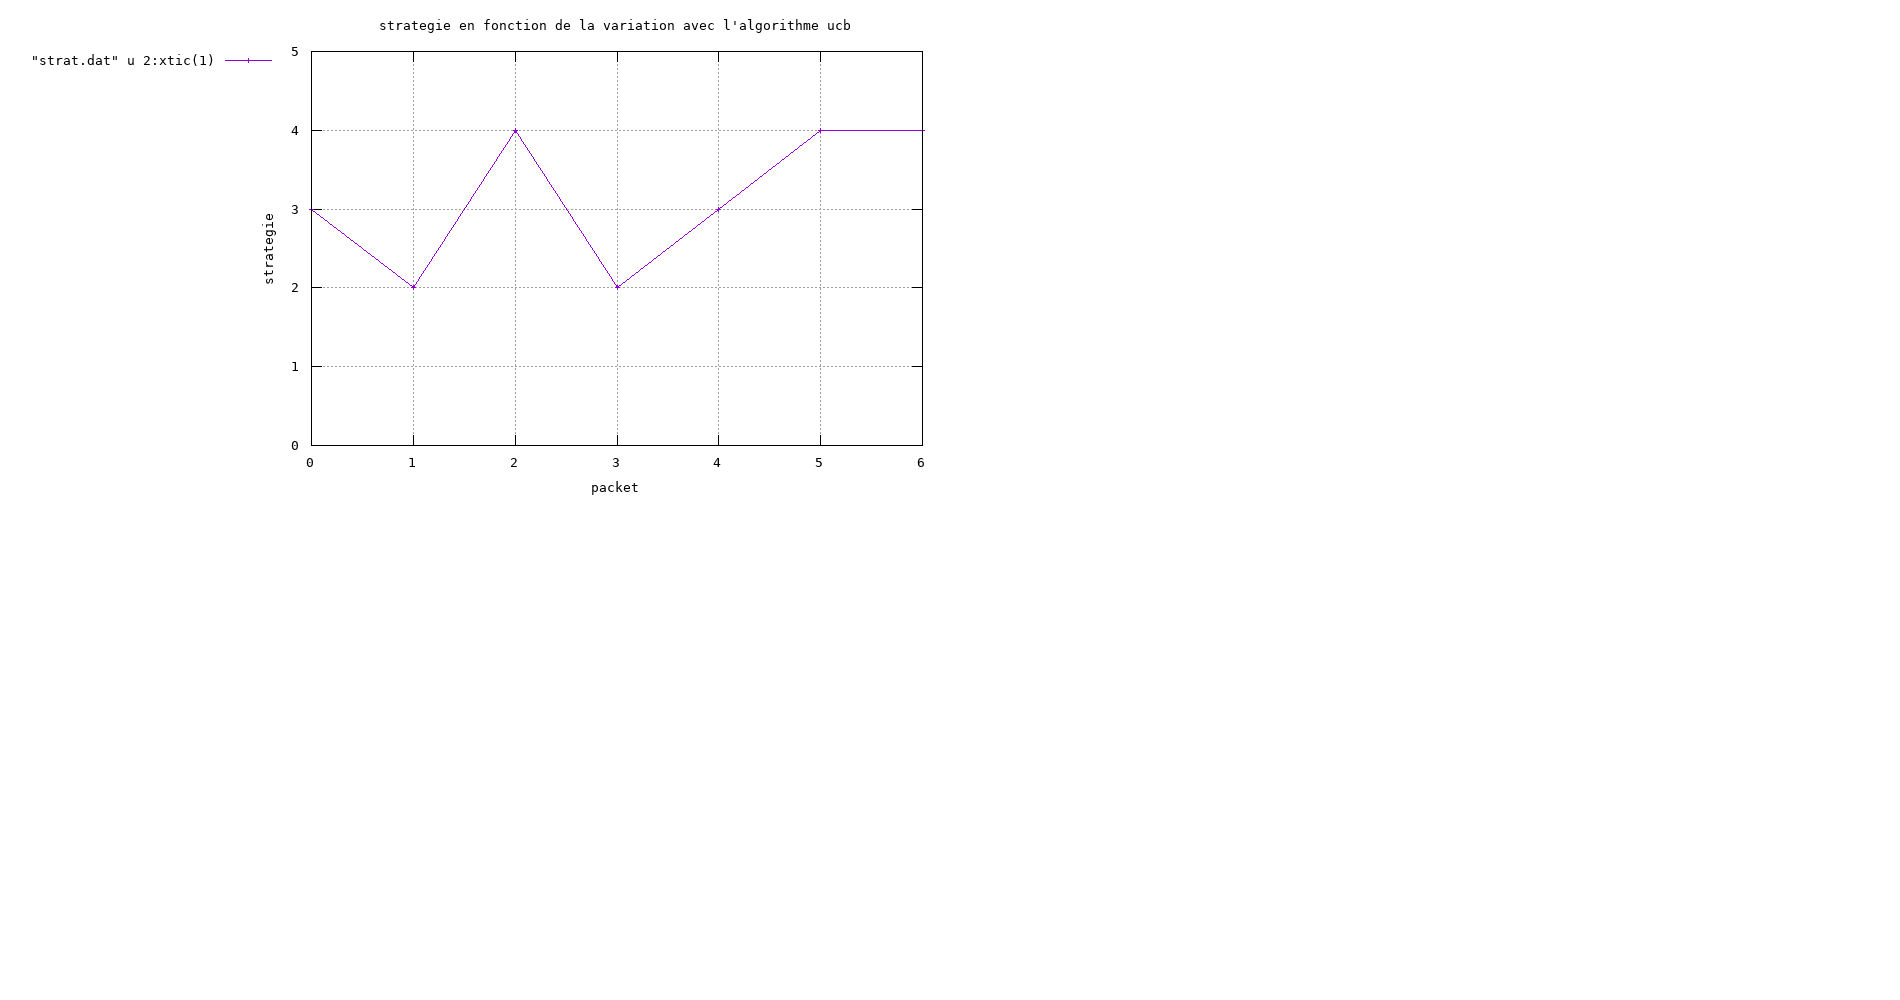 strategie en fonction de la variation avec l'algorithme ucb
"strat.dat" u 2:xtic(1)
5
4
3
2
1
0
strategie
0 1 2 3 4 5 6
packet